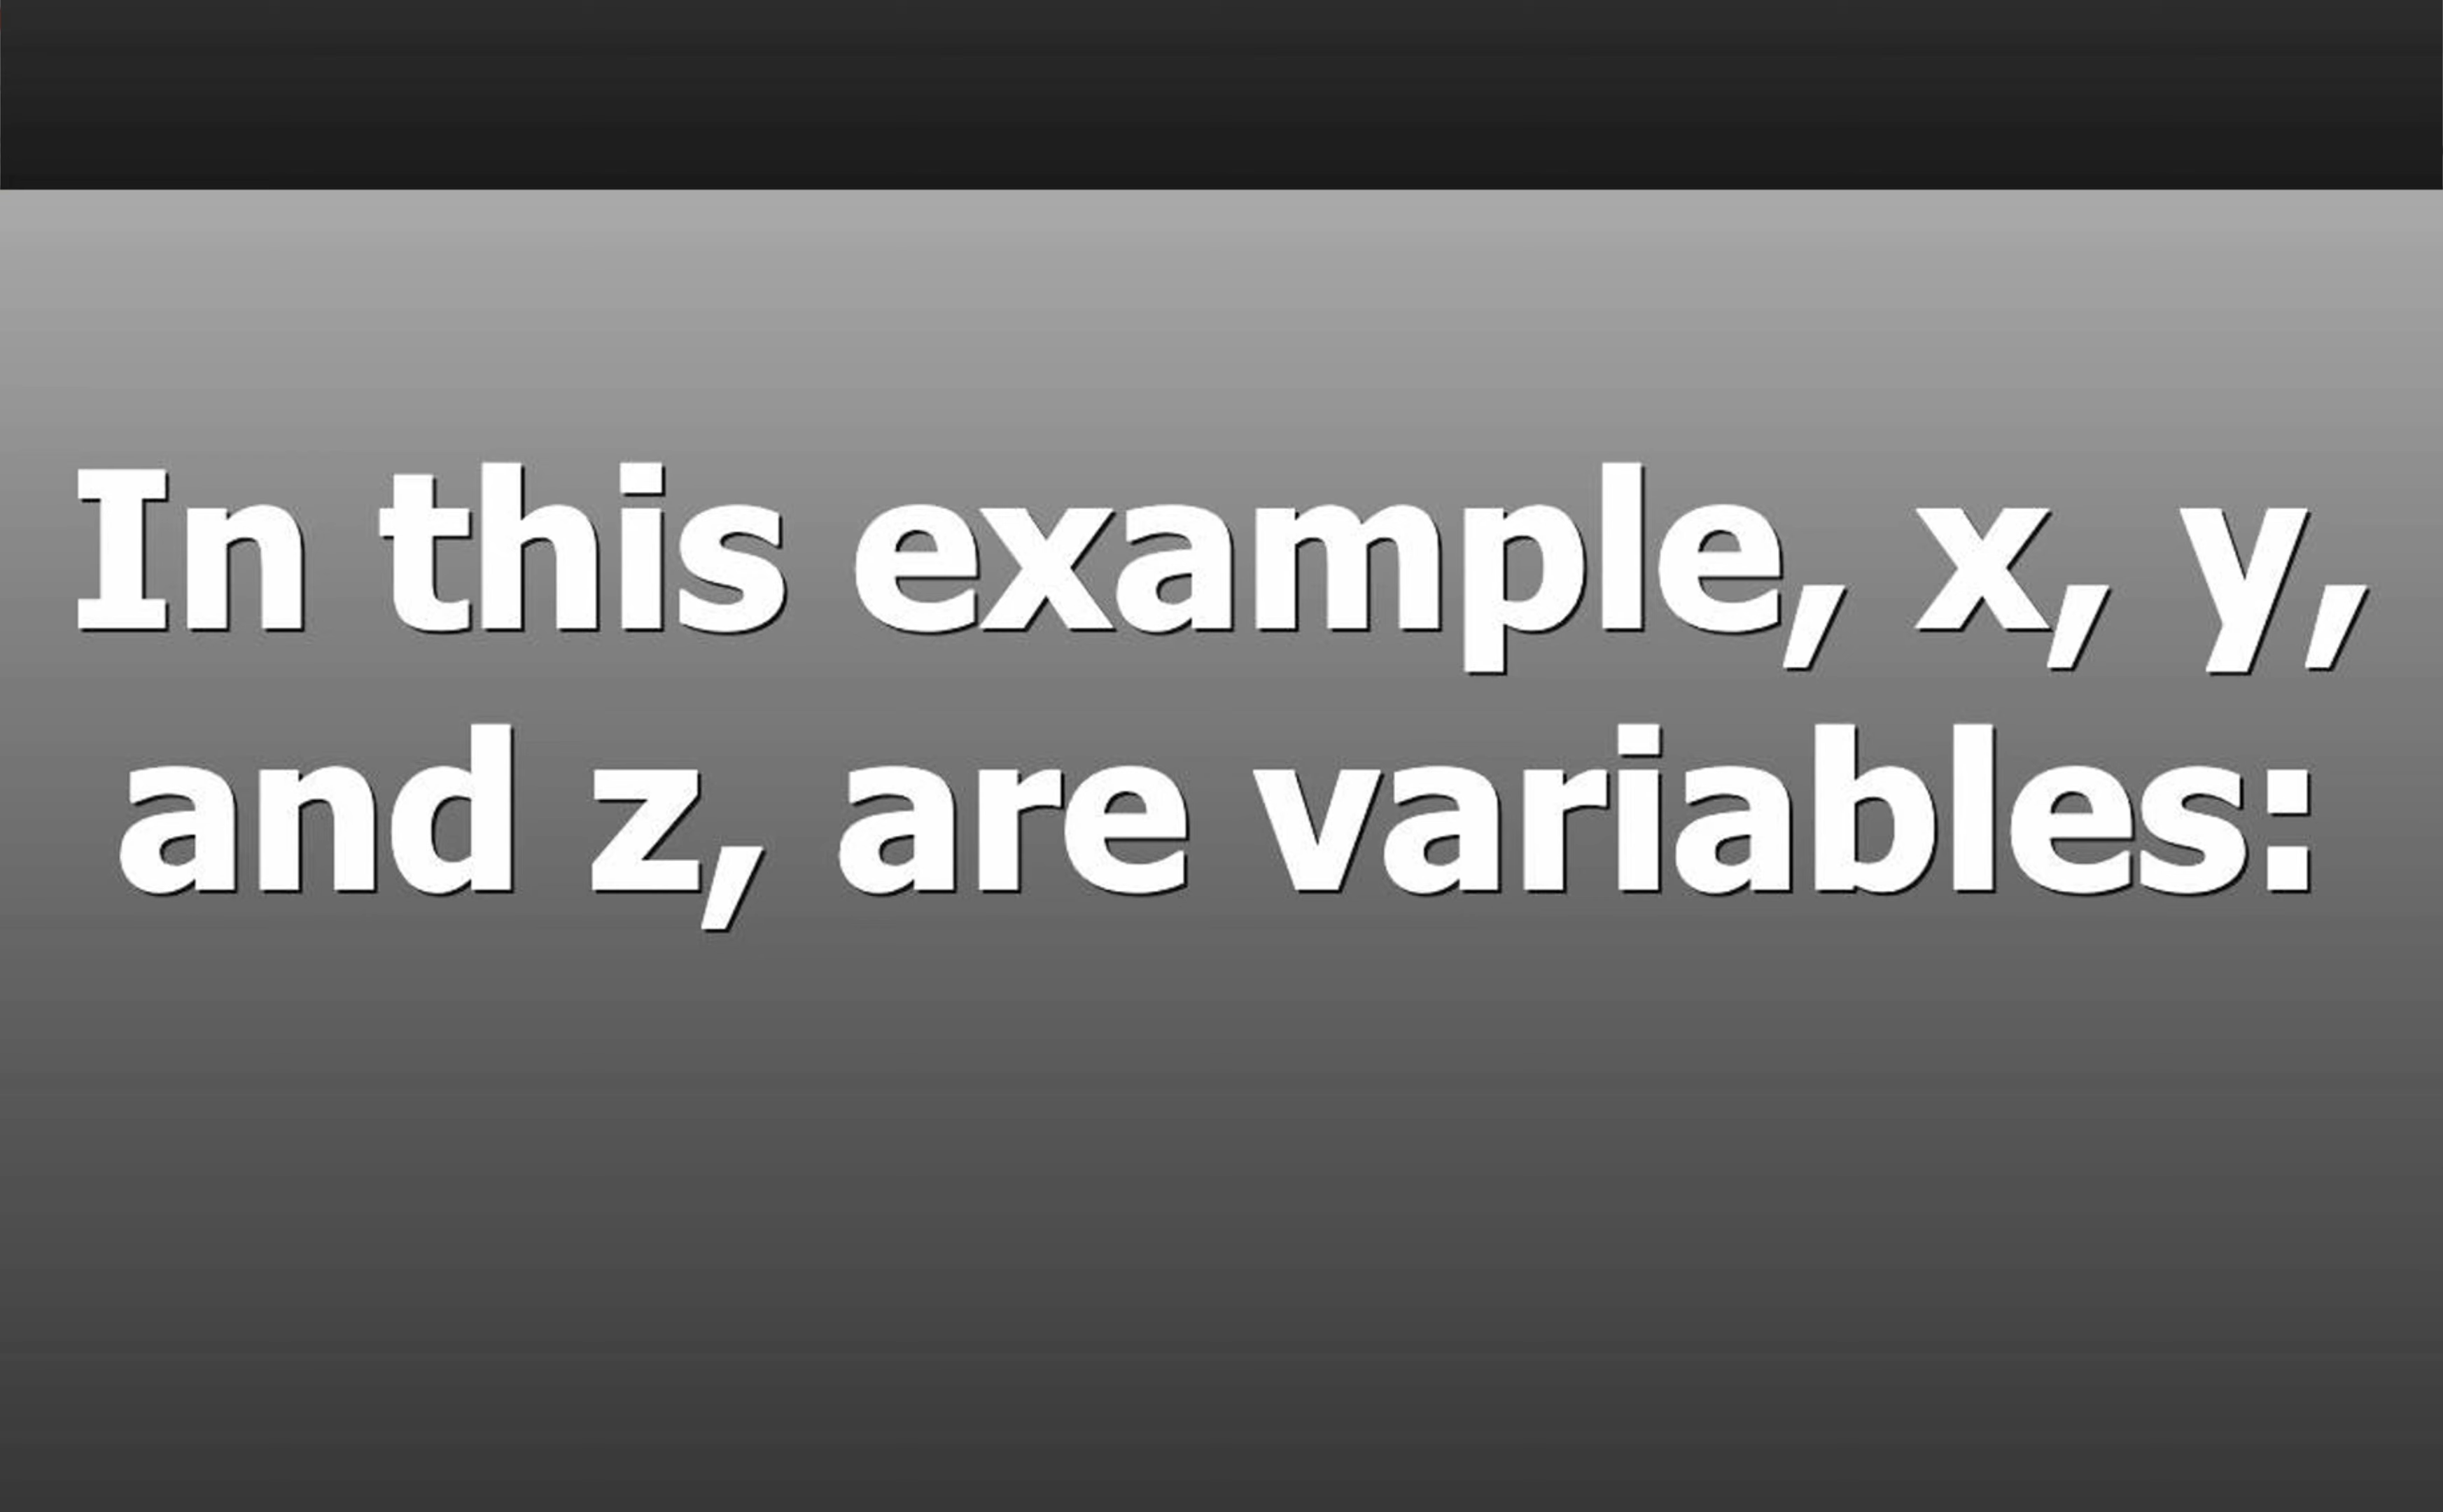 In this example, x, y,
and z, are variables: